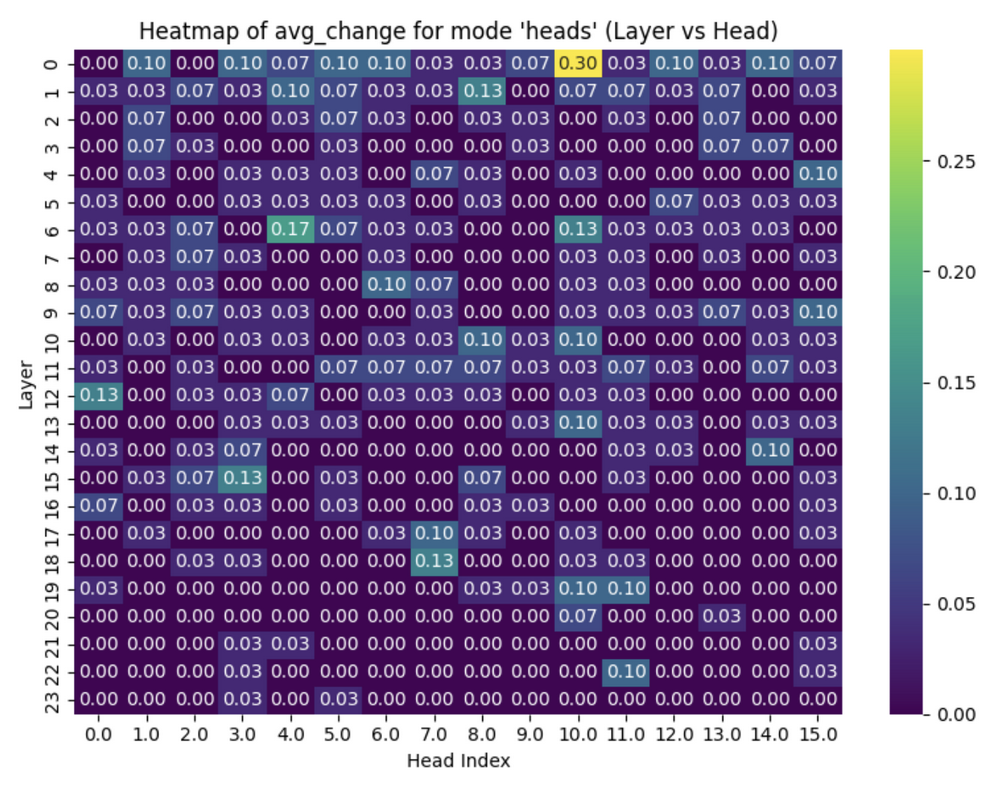 Heatmap of avg_change for mode 'heads' (Layer vs Head)
0 0.00 0.10 0.00 0.10 0.07 0.10 0.10 0.03 0.03 0.07 0.30 0.03 0.10 0.03 0.10 0.07
1 0.03 0.03 0.07 0.03 0.10 0.07 0.03 0.03 0.13 0.00 0.07 0.07 0.03 0.07 0.00 0.03
2 0.00 0.07 0.00 0.00 0.03 0.07 0.03 0.00 0.03 0.03 0.00 0.03 0.00 0.07 0.00 0.00
3 0.00 0.07 0.03 0.00 0.00 0.03 0.00 0.00 0.00 0.03 0.00 0.00 0.00 0.07 0.07 0.00
4 0.00 0.03 0.00 0.03 0.03 0.03 0.00 0.07 0.03 0.00 0.03 0.00 0.00 0.00 0.00 0.10
5 0.03 0.00 0.00 0.03 0.03 0.03 0.03 0.00 0.03 0.00 0.00 0.00 0.07 0.03 0.03 0.03
6 0.03 0.03 0.07 0.00 0.17 0.07 0.03 0.03 0.00 0.00 0.13 0.03 0.03 0.03 0.03 0.00
7 0.00 0.03 0.07 0.03 0.00 0.00 0.03 0.00 0.00 0.00 0.03 0.03 0.00 0.03 0.00 0.03
8 0.03 0.03 0.03 0.00 0.00 0.00 0.10 0.07 0.00 0.00 0.03 0.03 0.00 0.00 0.00 0.00
9 0.07 0.03 0.07 0.03 0.03 0.00 0.00 0.03 0.00 0.00 0.03 0.03 0.03 0.07 0.03 0.10
10 0.00 0.03 0.00 0.03 0.03 0.00 0.03 0.03 0.10 0.03 0.10 0.00 0.00 0.00 0.03 0.03
11 0.03 0.00 0.03 0.00 0.00 0.07 0.07 0.07 0.07 0.03 0.03 0.07 0.03 0.00 0.07 0.03
12 0.13 0.00 0.03 0.03 0.07 0.00 0.03 0.03 0.03 0.00 0.03 0.03 0.03 0.00 0.00 0.00
13 0.00 0.00 0.00 0.03 0.03 0.03 0.00 0.00 0.00 0.03 0.10 0.03 0.03 0.00 0.03 0.03
14 0.03 0.00 0.03 0.07 0.00 0.00 0.00 0.00 0.00 0.00 0.00 0.03 0.03 0.00 0.10 0.00
15 0.00 0.03 0.07 0.13 0.00 0.03 0.00 0.00 0.07 0.00 0.00 0.03 0.00 0.00 0.00 0.03
16 0.07 0.00 0.03 0.03 0.00 0.03 0.00 0.00 0.03 0.03 0.00 0.00 0.00 0.00 0.00 0.03
17 0.00 0.03 0.00 0.00 0.00 0.00 0.03 0.10 0.03 0.00 0.03 0.00 0.00 0.00 0.00 0.03
18 0.00 0.00 0.03 0.03 0.00 0.00 0.00 0.13 0.00 0.00 0.03 0.03 0.00 0.00 0.00 0.00
19 0.03 0.00 0.00 0.00 0.00 0.00 0.00 0.00 0.03 0.03 0.10 0.10 0.00 0.00 0.00 0.00
20 0.00 0.00 0.00 0.00 0.00 0.00 0.00 0.00 0.00 0.00 0.07 0.00 0.00 0.03 0.00 0.00
21 0.00 0.00 0.00 0.03 0.03 0.00 0.00 0.00 0.00 0.00 0.00 0.00 0.00 0.00 0.00 0.03
22 0.00 0.00 0.00 0.03 0.00 0.00 0.00 0.00 0.00 0.00 0.00 0.10 0.00 0.00 0.00 0.03
23 0.00 0.00 0.00 0.03 0.00 0.03 0.00 0.00 0.00 0.00 0.00 0.00 0.00 0.00 0.00 0.00
0.0 1.0 2.0 3.0 4.0 5.0 6.0 7.0 8.0 9.0 10.0 11.0 12.0 13.0 14.0 15.0
Head Index
Layer
0.25
0.20
0.15
0.10
0.05
0.00